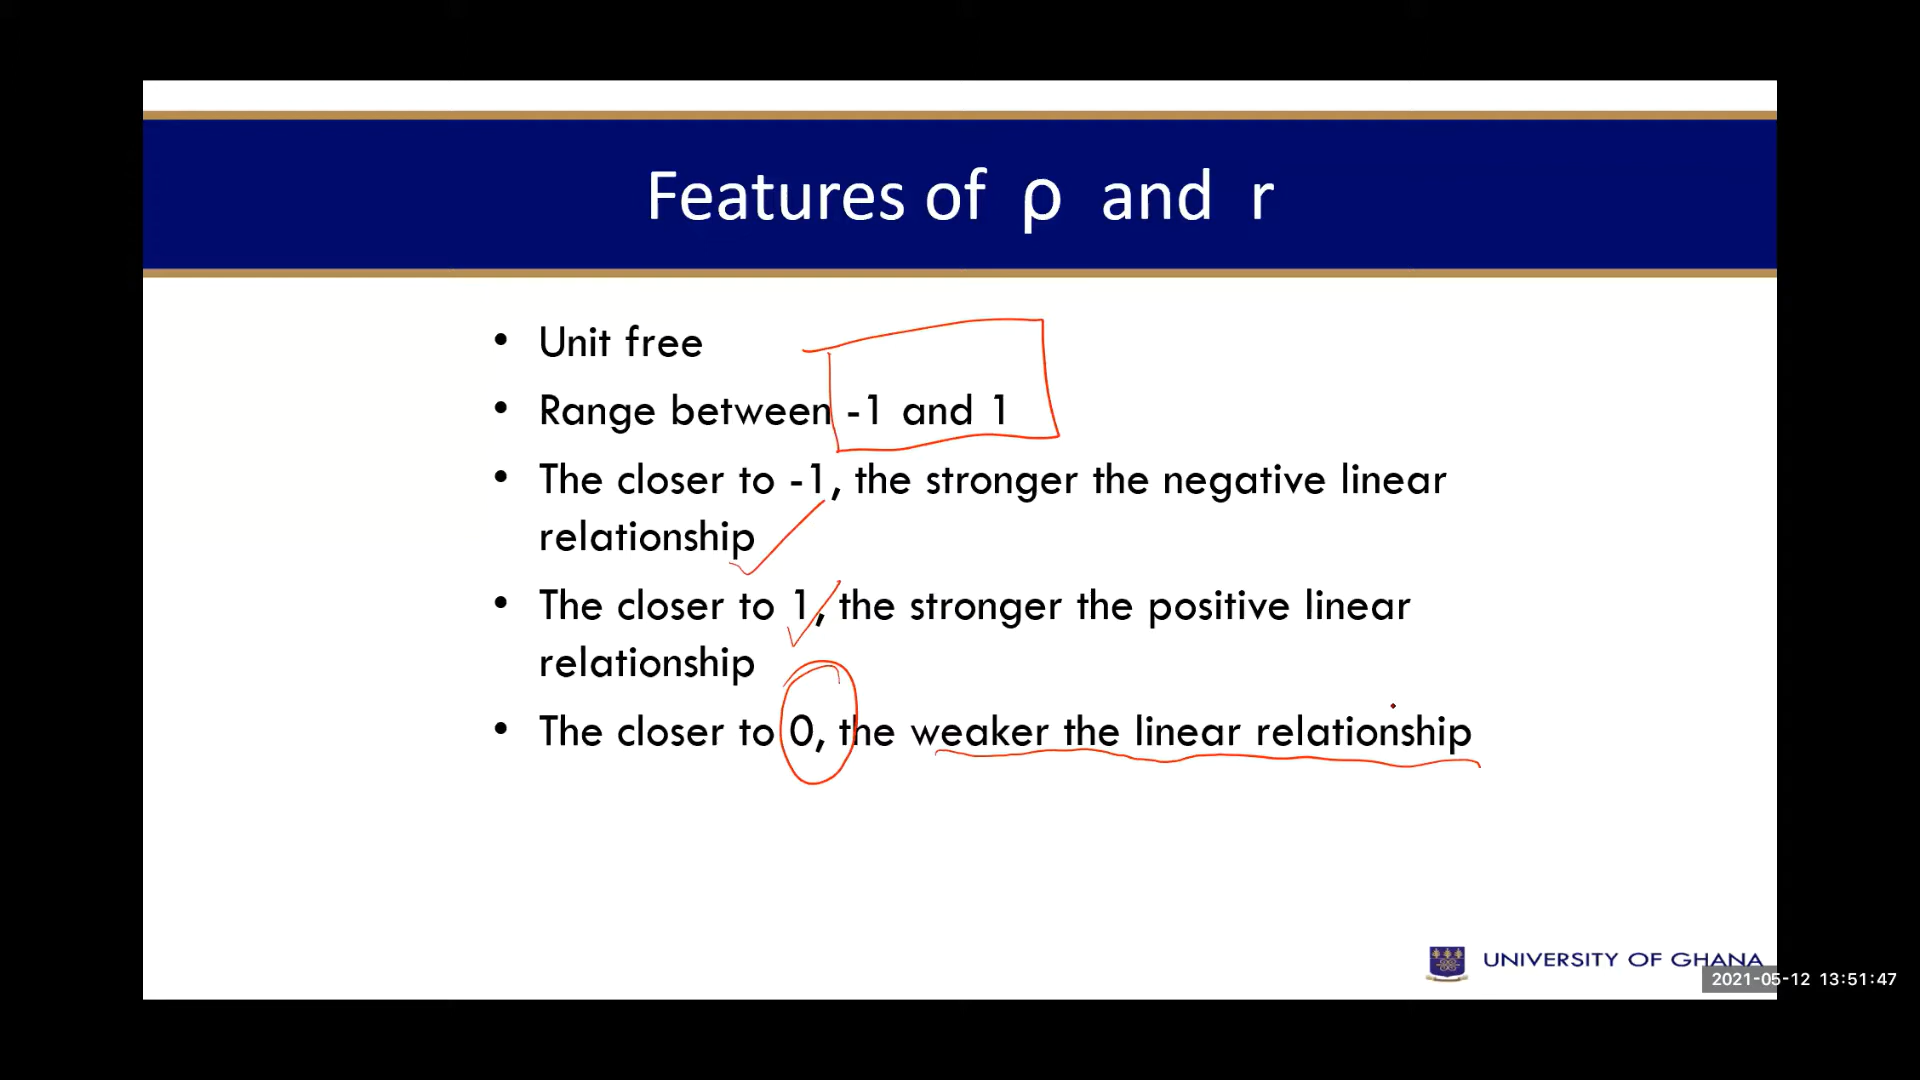 Features of ρ and r
• Unit free
• Range between -1 and 1
• The closer to -1, the stronger the negative linear
relationship
• The closer to 1, the stronger the positive linear
relationship
• The closer to 0, the weaker the linear relationship
UNIVERSITY OF GHANA
2021-05-12 13:51:47